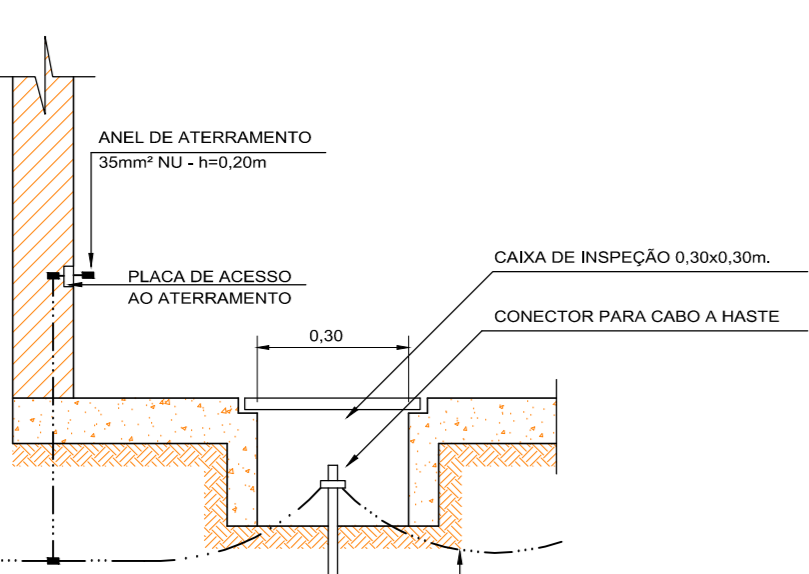 ANEL DE ATERRAMENTO
35mm² NU - h=0,20m
CAIXA DE INSPEÇÃO 0,30x0,30m.
PLACA DE ACESSO
AO ATERRAMENTO
CONECTOR PARA CABO A HASTE
0,30